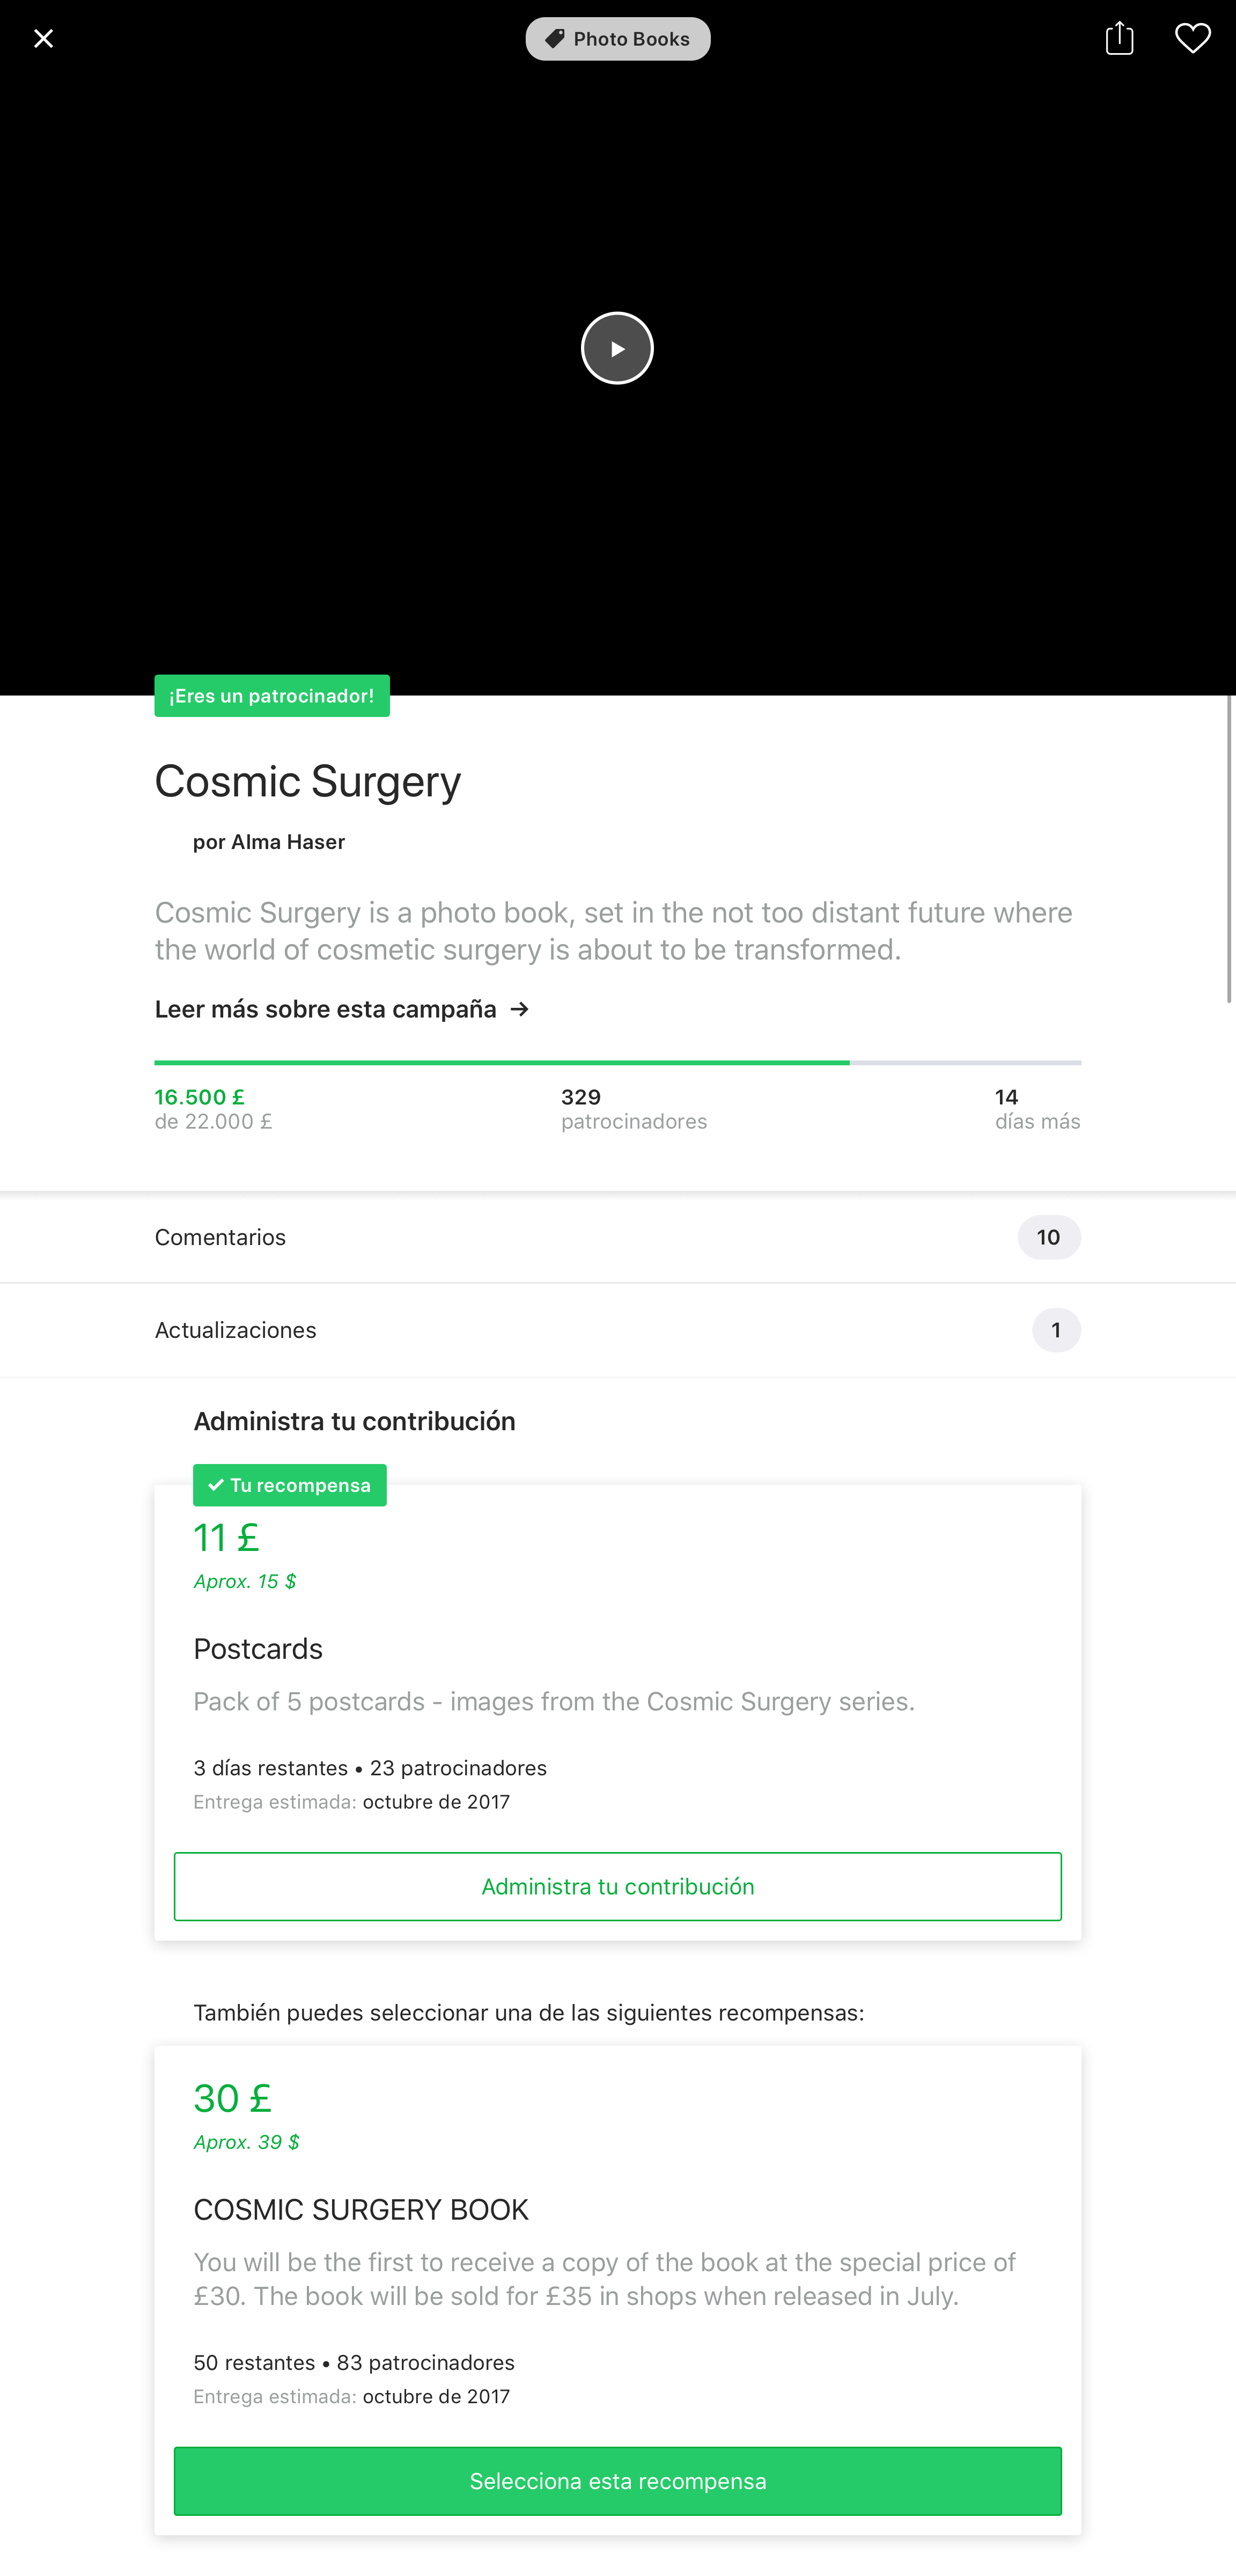 Photo Books
¡Eres un patrocinador!
Cosmic Surgery
por Alma Haser
Cosmic Surgery is a photo book, set in the not too distant future where
the world of cosmetic surgery is about to be transformed.
Leer más sobre esta campaña →
16.500 £
de 22.000 £
329
patrocinadores
14
días más
Comentarios
10
Actualizaciones
1
Administra tu contribución
Tu recompensa
11 £
Aprox. 15 $
Postcards
Pack of 5 postcards - images from the Cosmic Surgery series.
3 días restantes • 23 patrocinadores
Entrega estimada: octubre de 2017
Administra tu contribución
También puedes seleccionar una de las siguientes recompensas:
30 £
Aprox. 39 $
COSMIC SURGERY BOOK
You will be the first to receive a copy of the book at the special price of
£30. The book will be sold for £35 in shops when released in July.
50 restantes • 83 patrocinadores
Entrega estimada: octubre de 2017
Selecciona esta recompensa